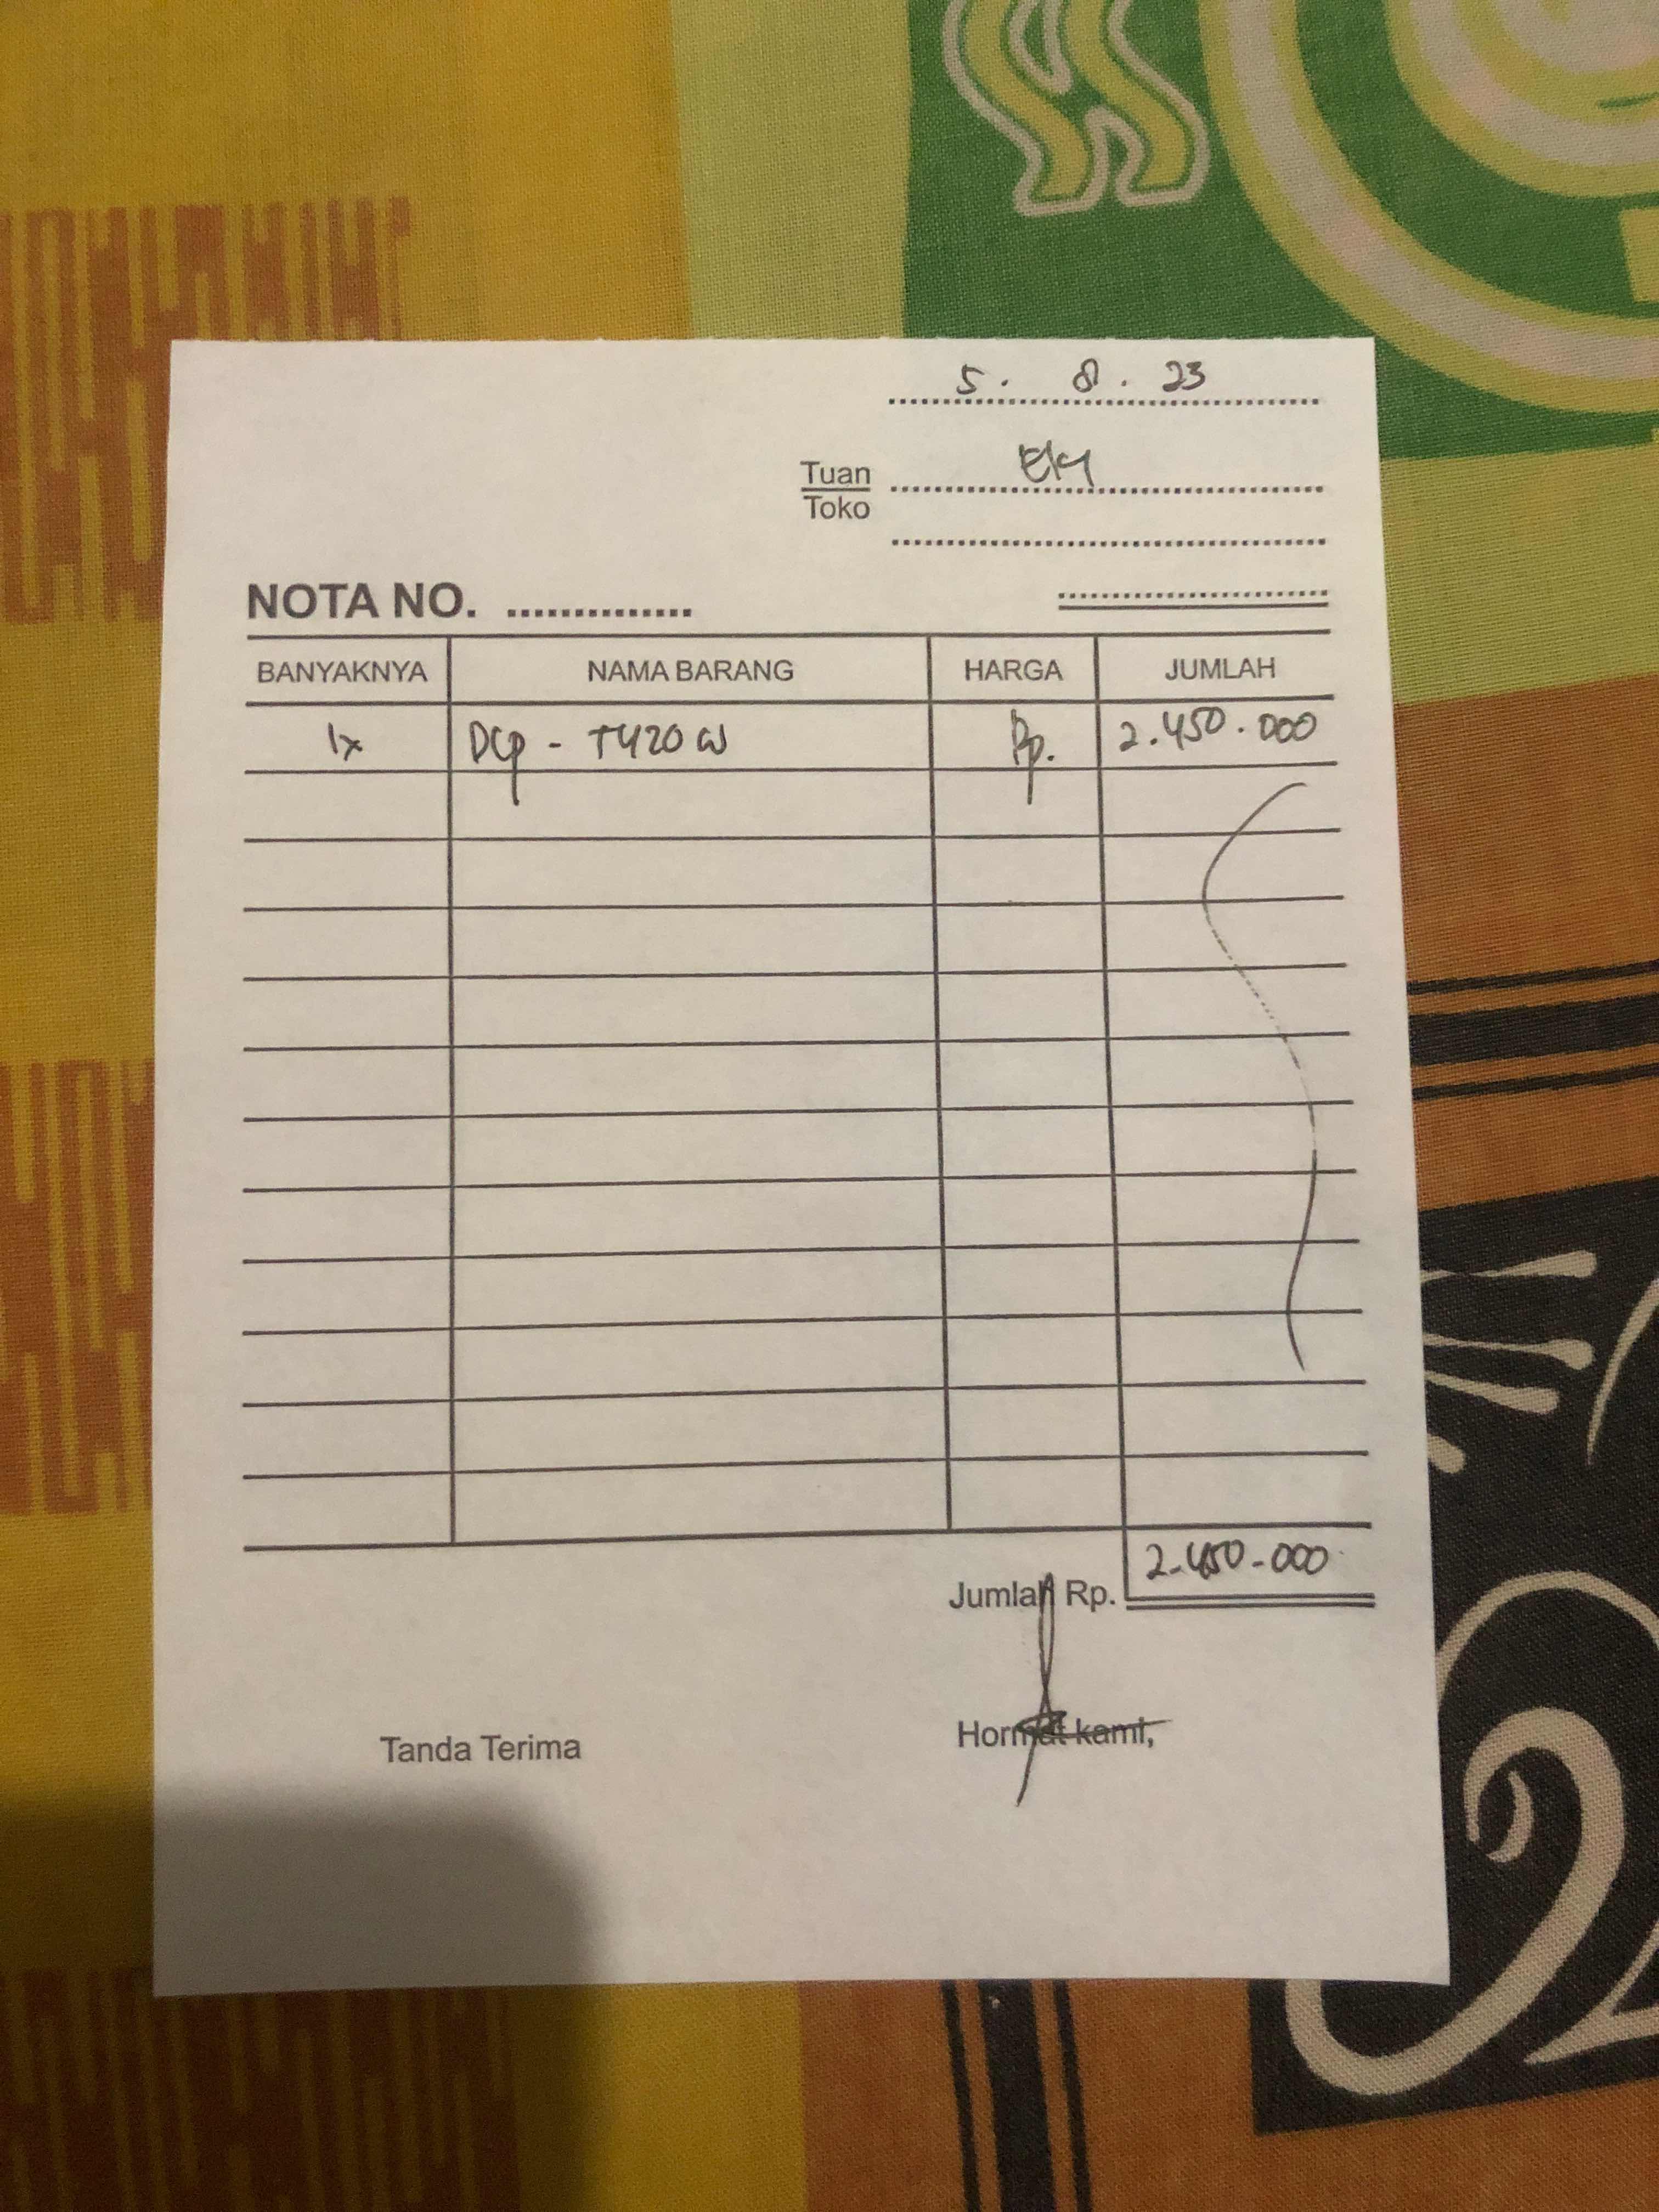 5. 8. 23
Tuan Eky
Toko
NOTA NO. ..............
BANYAKNYA NAMA BARANG HARGA JUMLAH
1x DCP - T420W Rp. 2.450.000
Jumlah Rp. 2.450.000
Tanda Terima Hormat kami,